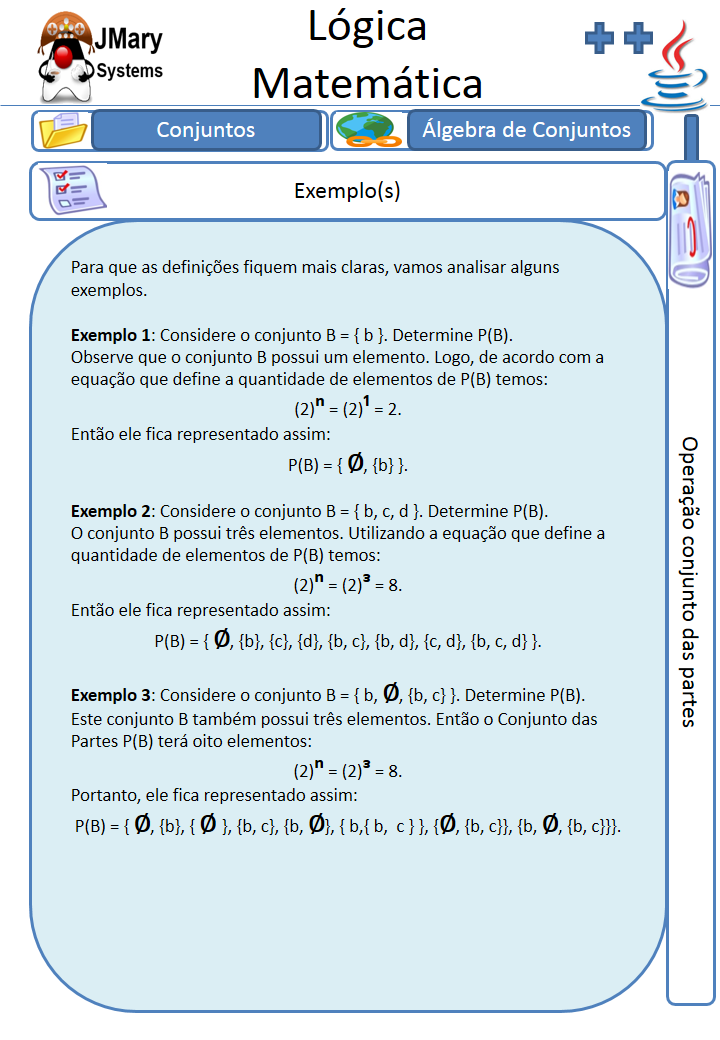 JMary
Systems
Lógica
Matemática
Conjuntos
Álgebra de Conjuntos
Exemplo(s)
Para que as definições fiquem mais claras, vamos analisar alguns
exemplos.
Exemplo 1: Considere o conjunto B = { b }. Determine P(B).
Observe que o conjunto B possui um elemento. Logo, de acordo com a
equação que define a quantidade de elementos de P(B) temos:
(2)ⁿ = (2)¹ = 2.
Então ele fica representado assim:
P(B) = { Ø, {b} }.
Exemplo 2: Considere o conjunto B = { b, c, d }. Determine P(B).
O conjunto B possui três elementos. Utilizando a equação que define a
quantidade de elementos de P(B) temos:
(2)ⁿ = (2)³ = 8.
Então ele fica representado assim:
P(B) = { Ø, {b}, {c}, {d}, {b, c}, {b, d}, {c, d}, {b, c, d} }.
Exemplo 3: Considere o conjunto B = { b, Ø, {b, c} }. Determine P(B).
Este conjunto B também possui três elementos. Então o Conjunto das
Partes P(B) terá oito elementos:
(2)ⁿ = (2)³ = 8.
Portanto, ele fica representado assim:
P(B) = { Ø, {b}, { Ø }, {b, c}, {b, Ø}, { b,{ b, c } }, {Ø, {b, c}}, {b, Ø, {b, c}}}.
Operação conjunto das partes